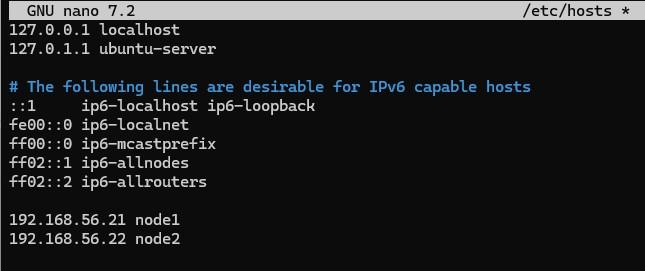 GNU nano 7.2 /etc/hosts *
127.0.0.1 localhost
127.0.1.1 ubuntu-server
# The following lines are desirable for IPv6 capable hosts
::1     ip6-localhost ip6-loopback
fe00::0 ip6-localnet
ff00::0 ip6-mcastprefix
ff02::1 ip6-allnodes
ff02::2 ip6-allrouters
192.168.56.21 node1
192.168.56.22 node2